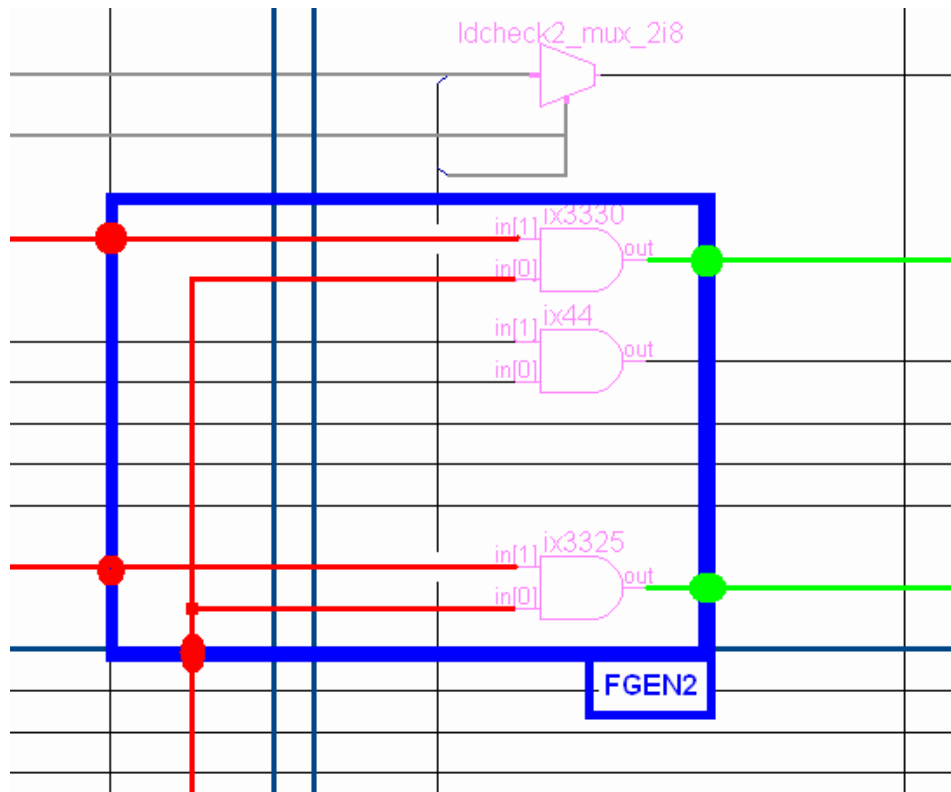 ldcheck2_mux_2i8
ix3330
in[1]
out
in[0]
ix44
in[1]
out
in[0]
ix3325
in[1]
out
in[0]
FGEN2